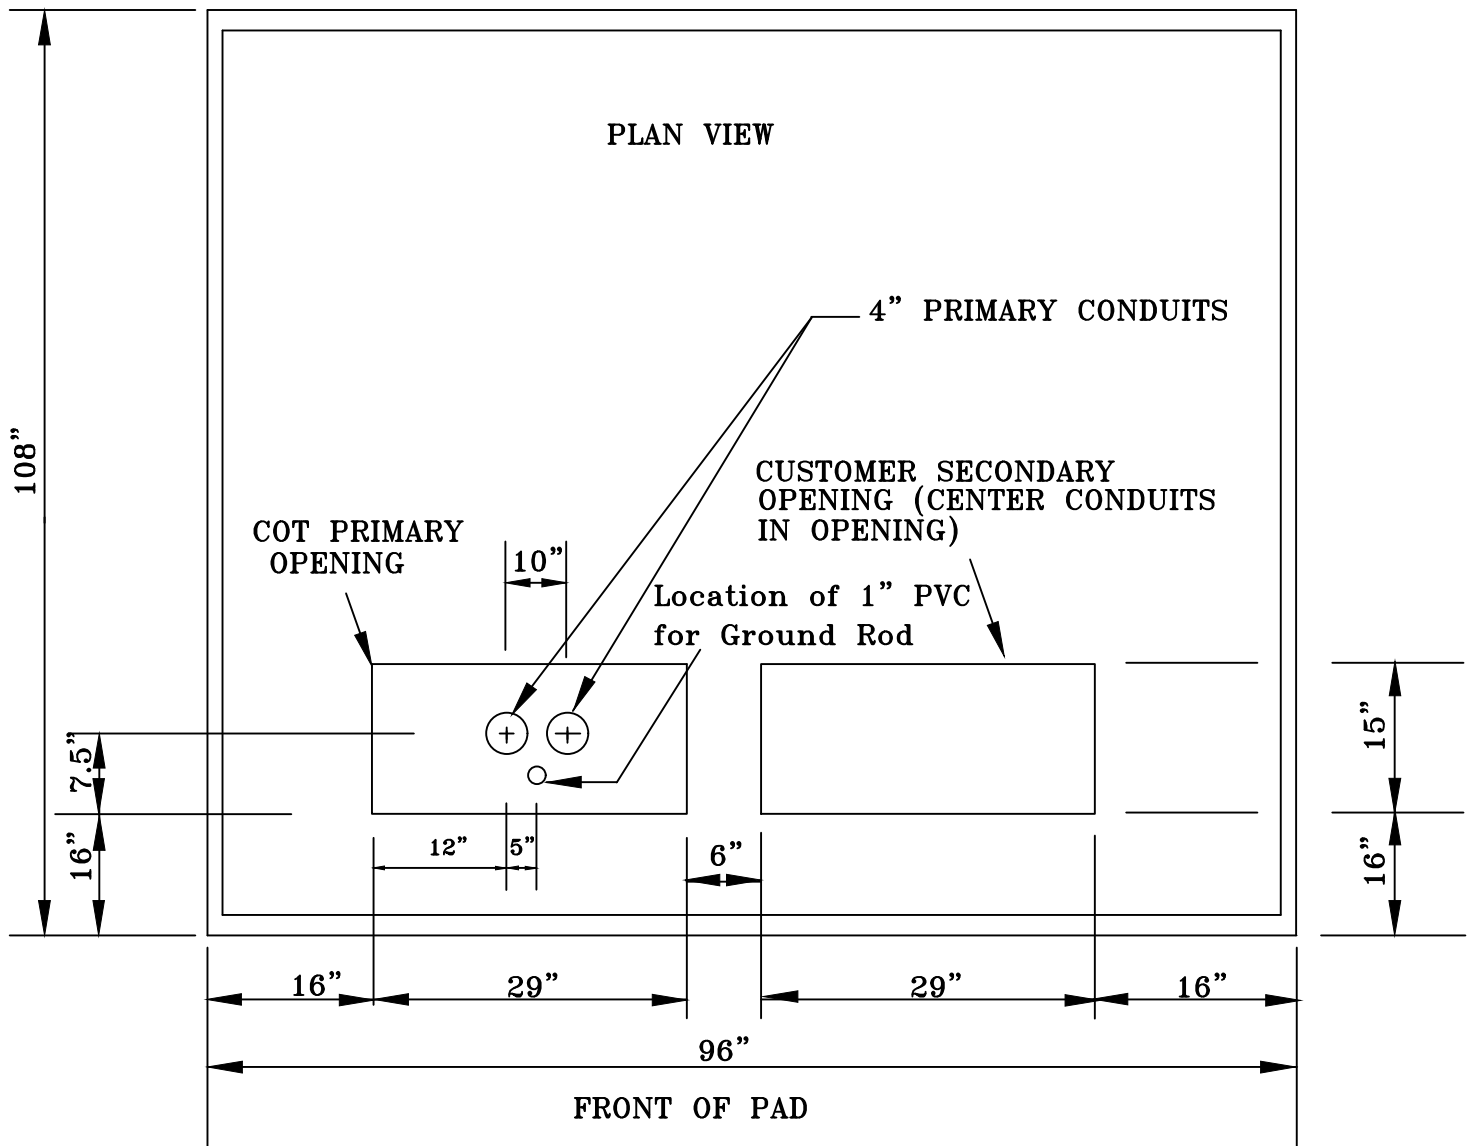 PLAN VIEW
4” PRIMARY CONDUITS
108”
CUSTOMER SECONDARY
OPENING (CENTER CONDUITS
IN OPENING)
COT PRIMARY
OPENING
10”
Location of 1” PVC
for Ground Rod
7.5”
15”
16”
12”
5”
6”
16”
16”
29”
29”
16”
96”
FRONT OF PAD